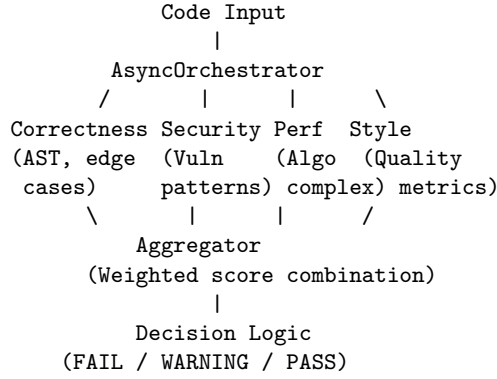 Code Input
|
AsyncOrchestrator
/ | | \
Correctness Security Perf Style
(AST, edge (Vuln (Algo (Quality
cases) patterns) complex) metrics)
\ | | /
Aggregator
(Weighted score combination)
|
Decision Logic
(FAIL / WARNING / PASS)